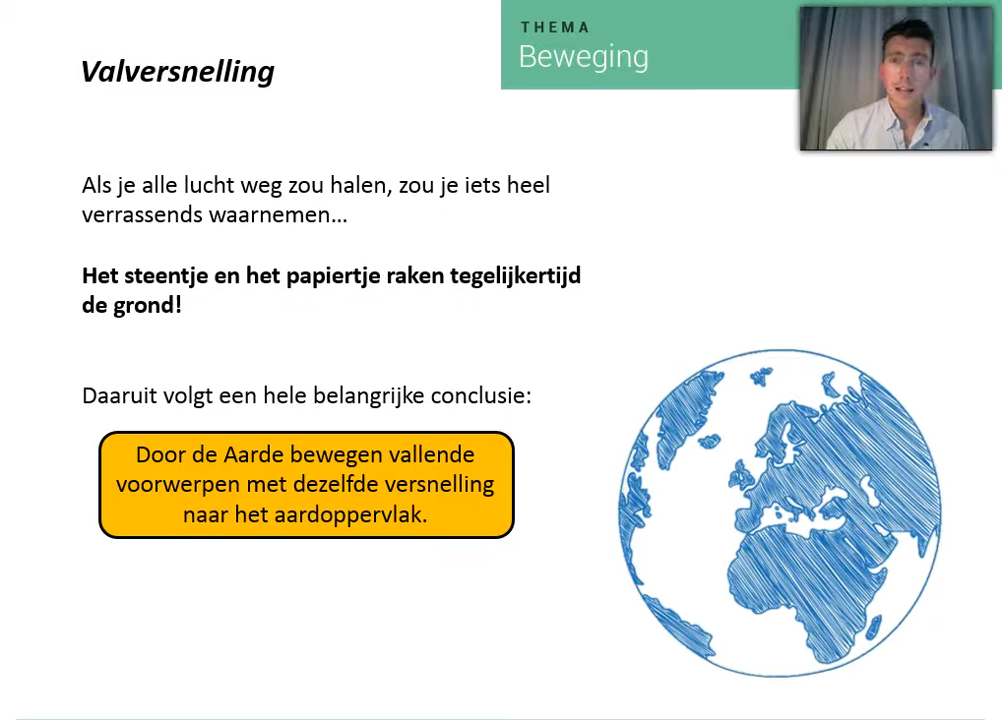 THEMA
Beweging
Valversnelling
Als je alle lucht weg zou halen, zou je iets heel
verrassends waarnemen…
Het steentje en het papiertje raken tegelijkertijd
de grond!
Daaruit volgt een hele belangrijke conclusie:
Door de Aarde bewegen vallende
voorwerpen met dezelfde versnelling
naar het aardoppervlak.